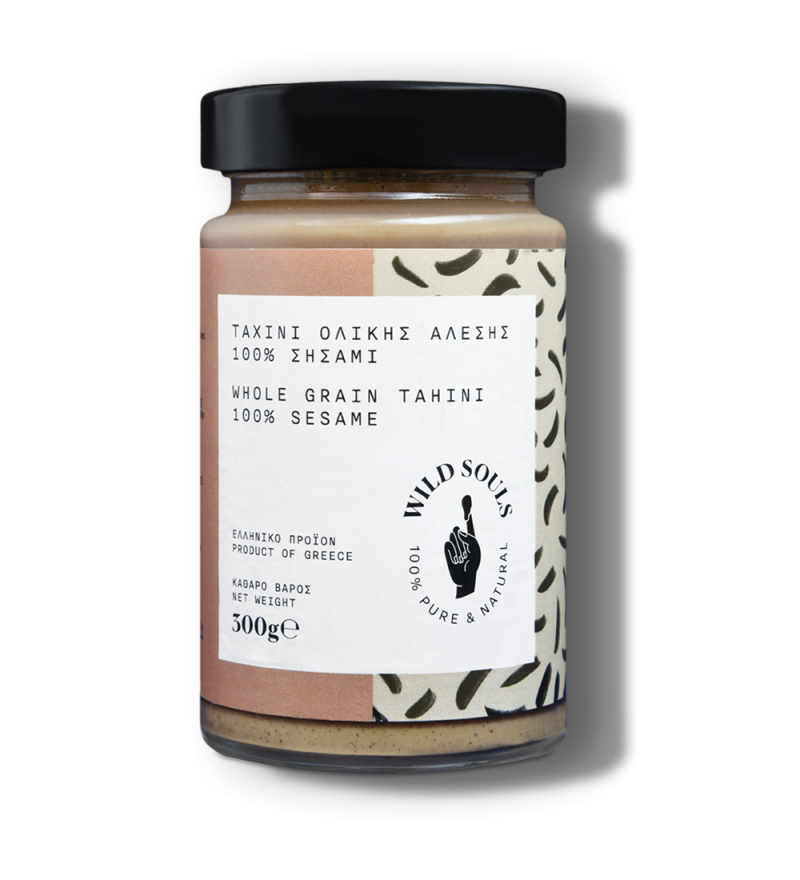 ΤΑΧΙΝΙ ΟΛΙΚΗΣ ΑΛΕΣΗΣ
100% ΣΗΣΑΜΙ
WHOLE GRAIN TAHINI
100% SESAME
WILD SOULS
100% PURE & NATURAL
ΕΛΛΗΝΙΚΟ ΠΡΟΪΟΝ
PRODUCT OF GREECE
ΚΑΘΑΡΟ ΒΑΡΟΣ
NET WEIGHT
300g℮